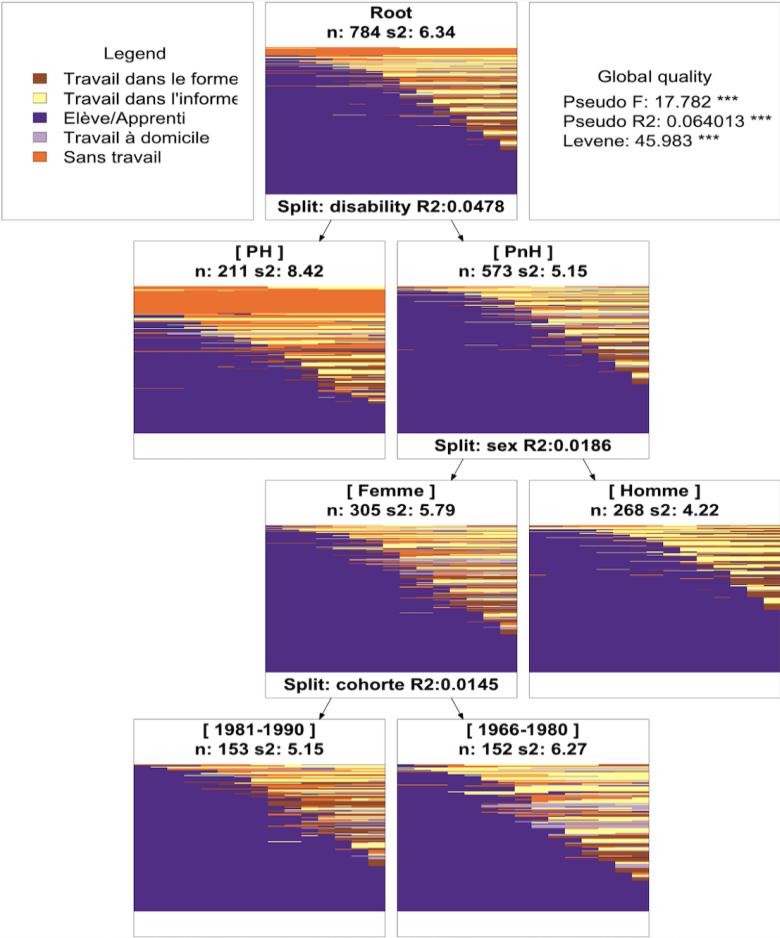 Root
n: 784 s2: 6.34
Legend
Travail dans le forme
Travail dans l'informe
Elève/Apprenti
Travail à domicile
Sans travail
Global quality
Pseudo F: 17.782 ***
Pseudo R2: 0.064013 ***
Levene: 45.983 ***
Split: disability R2:0.0478
[ PH ]
n: 211 s2: 8.42
[ PnH ]
n: 573 s2: 5.15
Split: sex R2:0.0186
[ Femme ]
n: 305 s2: 5.79
[ Homme ]
n: 268 s2: 4.22
Split: cohorte R2:0.0145
[ 1981-1990 ]
n: 153 s2: 5.15
[ 1966-1980 ]
n: 152 s2: 6.27